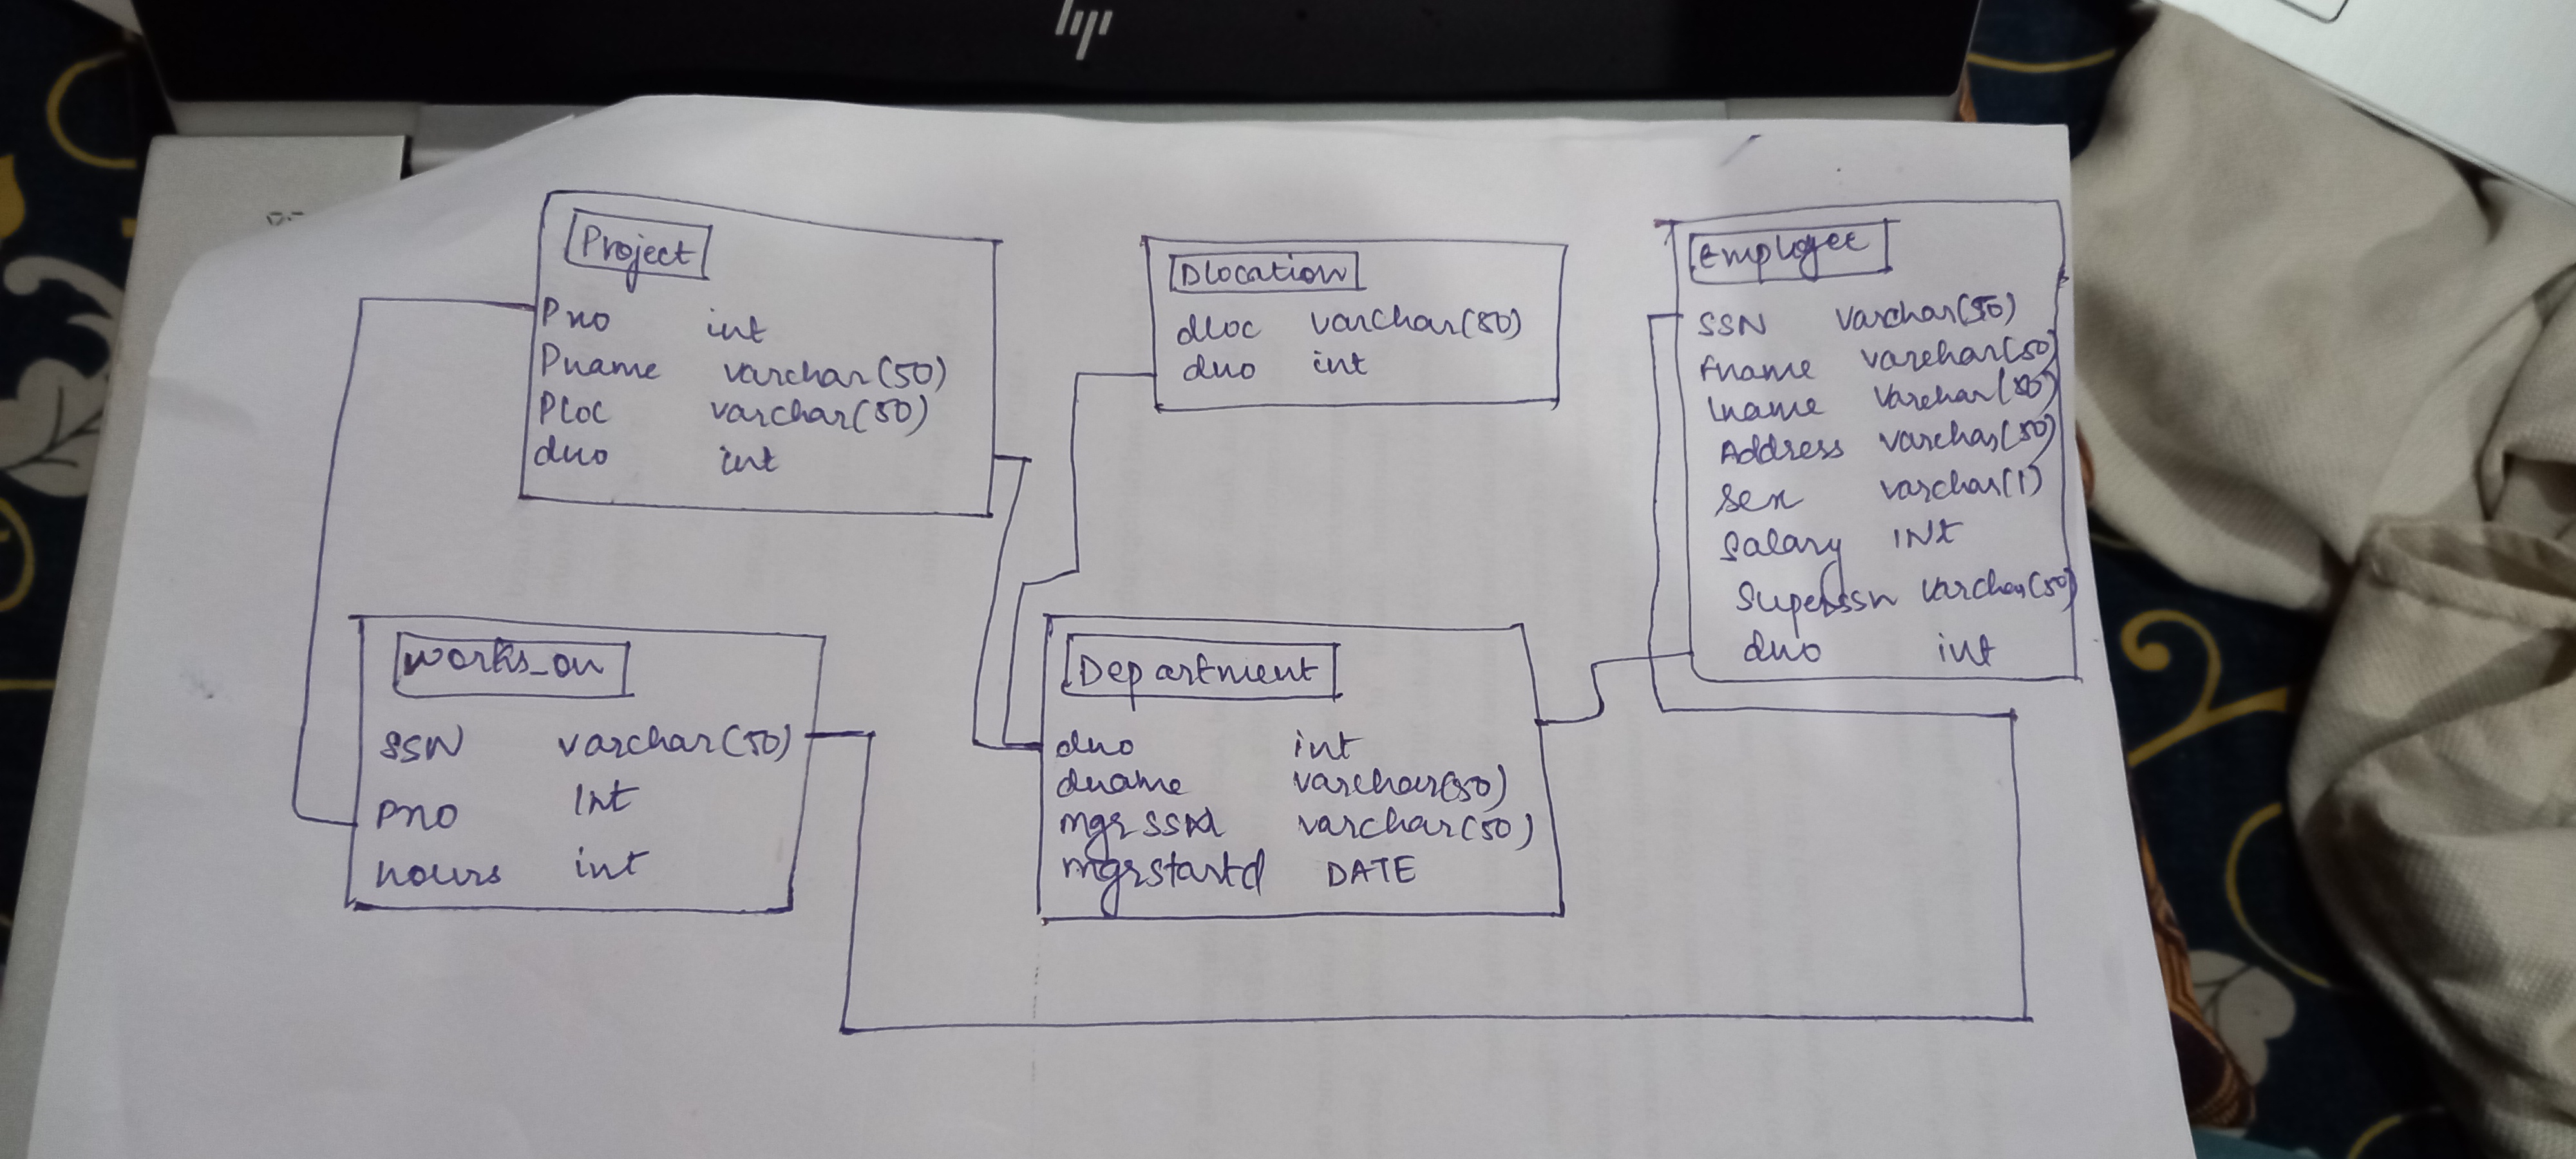 Project
Pno int
Pname varchar(50)
Ploc varchar(50)
dno int
Dlocation
dloc varchar(50)
dno int
Employee
SSN varchar(50)
Fname varchar(50)
lname varchar(50)
Address varchar(50)
Sex varchar(1)
Salary INt
SuperSSn varchar(50)
dno int
works_on
SSN varchar(50)
Pno Int
hours int
Department
dno int
dname varchar(50)
mgrSSN varchar(50)
mgrstartd DATE
hp